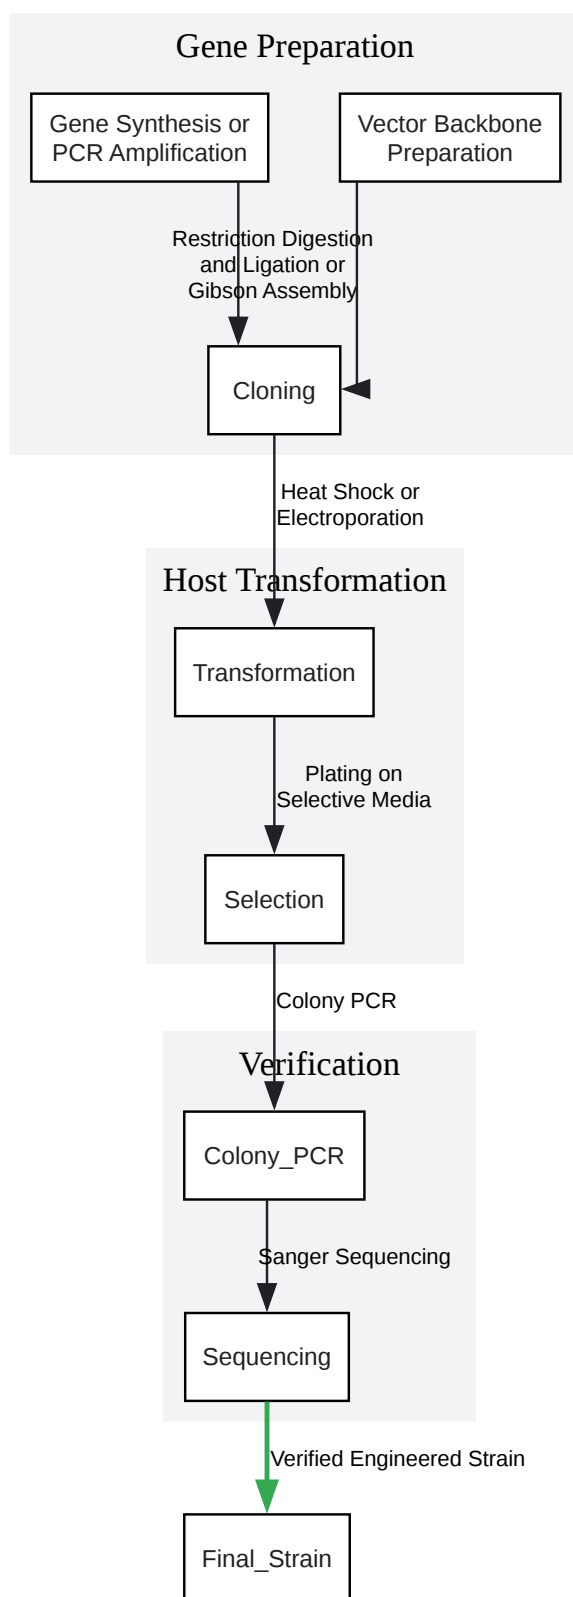 Gene Preparation
Gene Synthesis or
PCR Amplification
Vector Backbone
Preparation
Restriction Digestion
and Ligation or
Gibson Assembly
Cloning
Heat Shock or
Electroporation
Host Transformation
Transformation
Plating on
Selective Media
Selection
Colony PCR
Verification
Colony_PCR
Sanger Sequencing
Sequencing
Verified Engineered Strain
Final_Strain